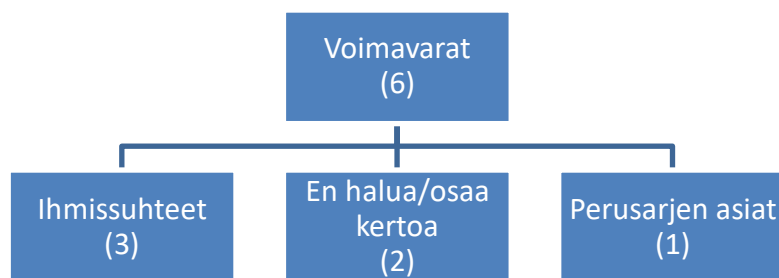 Voimavarat
(6)
Ihmissuhteet
(3)
En halua/osaa
kertoa
(2)
Perusarjen asiat
(1)